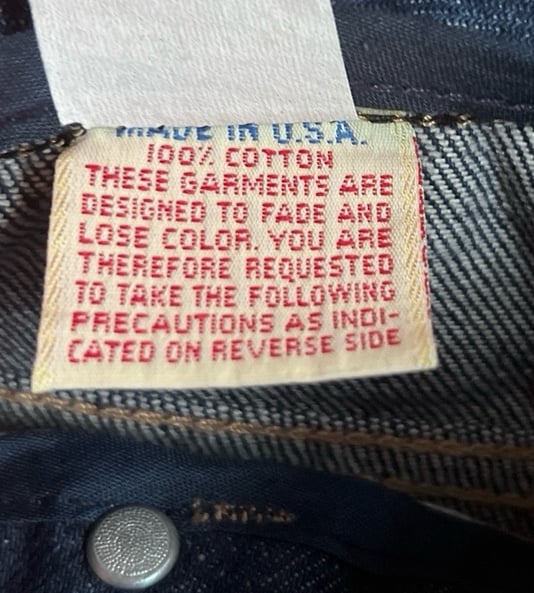 MADE IN U.S.A.
100% COTTON
THESE GARMENTS ARE
DESIGNED TO FADE AND
LOSE COLOR. YOU ARE
THEREFORE REQUESTED
TO TAKE THE FOLLOWING
PRECAUTIONS AS INDI-
CATED ON REVERSE SIDE